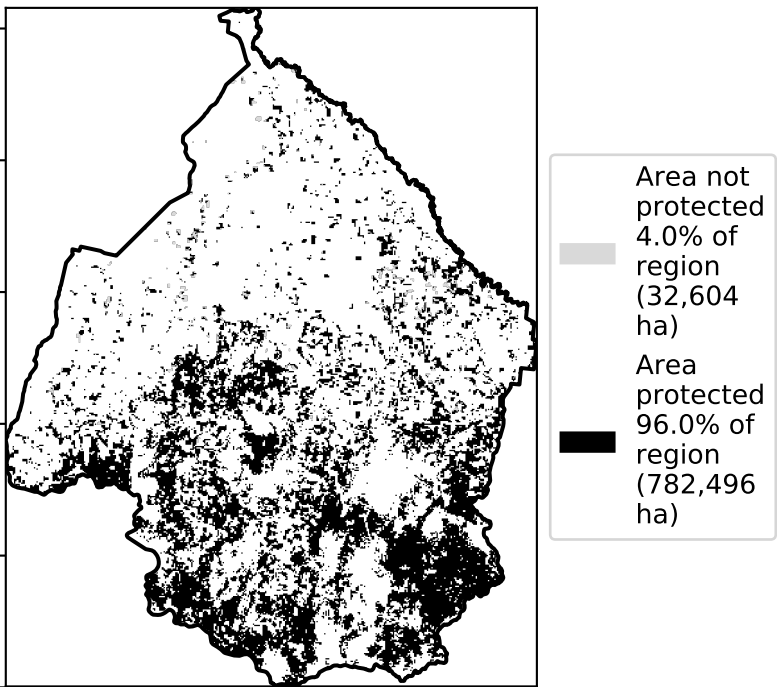 Area not
protected
4.0% of
region
(32,604
ha)
Area
protected
96.0% of
region
(782,496
ha)